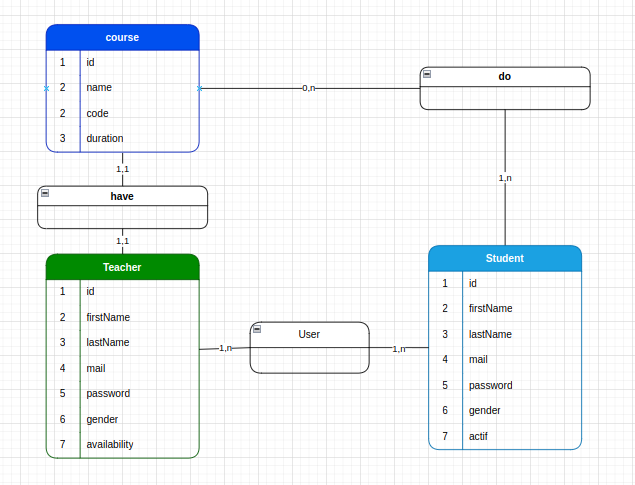 course
1 id
2 name
2 code
3 duration
0,n
do
1,1
have
1,n
1,1
Teacher
1 id
2 firstName
3 lastName
4 mail
5 password
6 gender
7 availability
User
1,n
1,n
Student
1 id
2 firstName
3 lastName
4 mail
5 password
6 gender
7 actif